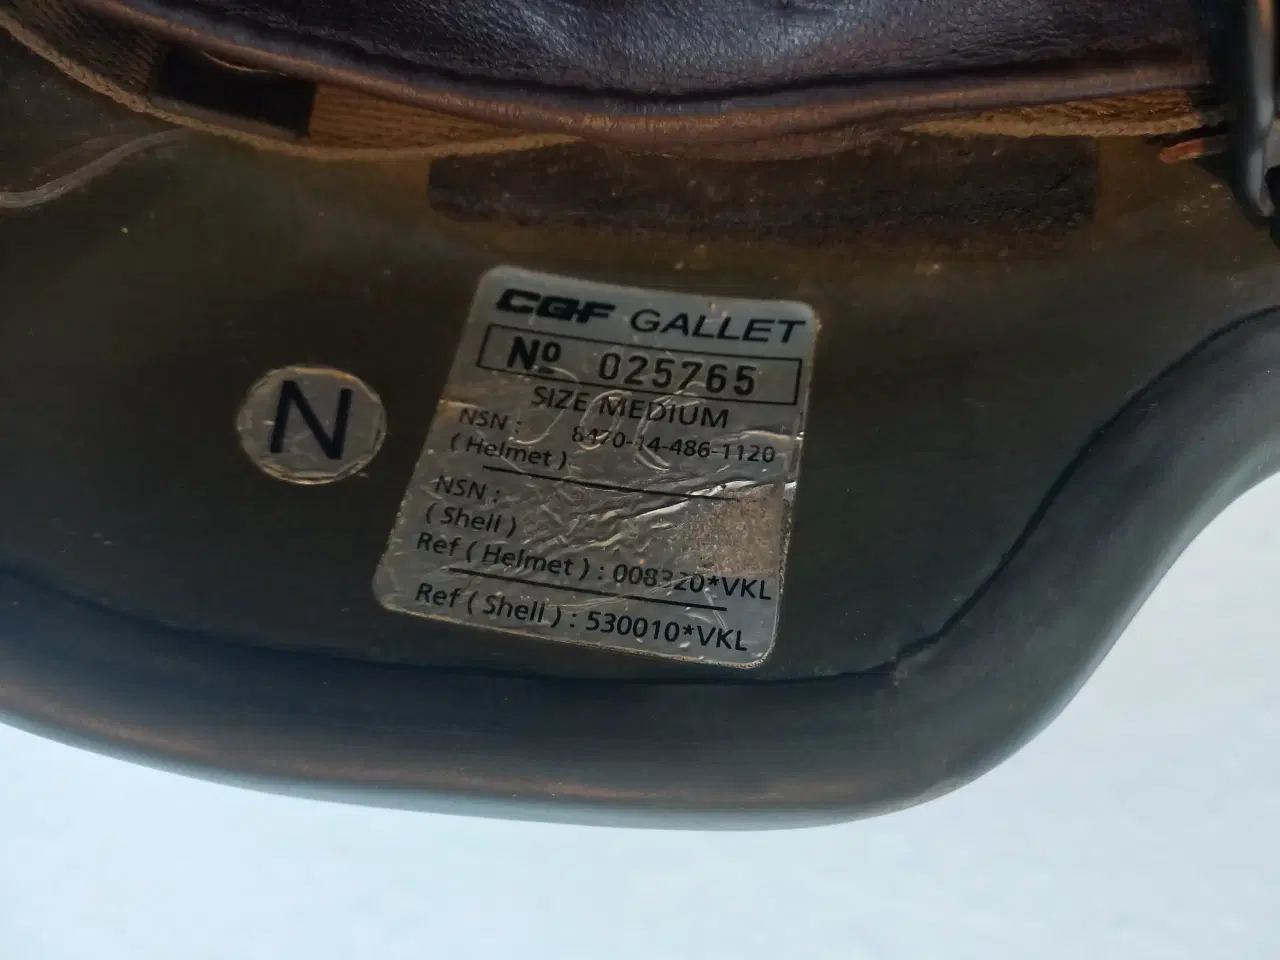 N
CGF GALLET
Nº 025765
SIZE MEDIUM
NSN : 8470-14-486-1120
(Helmet)
NSN :
(Shell)
Ref (Helmet) : 008320*VKL
Ref (Shell) : 530010*VKL